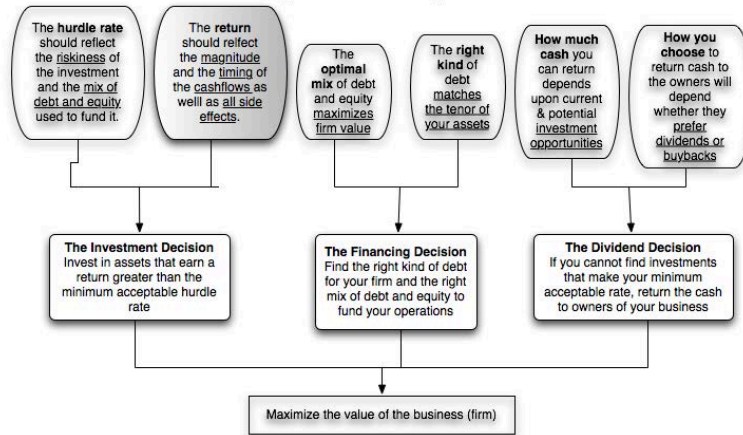 The hurdle rate
should reflect
the riskiness of
the investment
and the mix of
debt and equity
used to fund it.
The return
should relfect
the magnitude
and the timing of
the cashflows as
welll as all side
effects.
The
optimal
mix of debt
and equity
maximizes
firm value
The right
kind of
debt
matches
the tenor of
your assets
How much
cash you
can return
depends
upon current
& potential
investment
opportunities
How you
choose to
return cash to
the owners will
depend
whether they
prefer
dividends or
buybacks
The Investment Decision
Invest in assets that earn a
return greater than the
minimum acceptable hurdle
rate
The Financing Decision
Find the right kind of debt
for your firm and the right
mix of debt and equity to
fund your operations
The Dividend Decision
If you cannot find investments
that make your minimum
acceptable rate, return the cash
to owners of your business
Maximize the value of the business (firm)